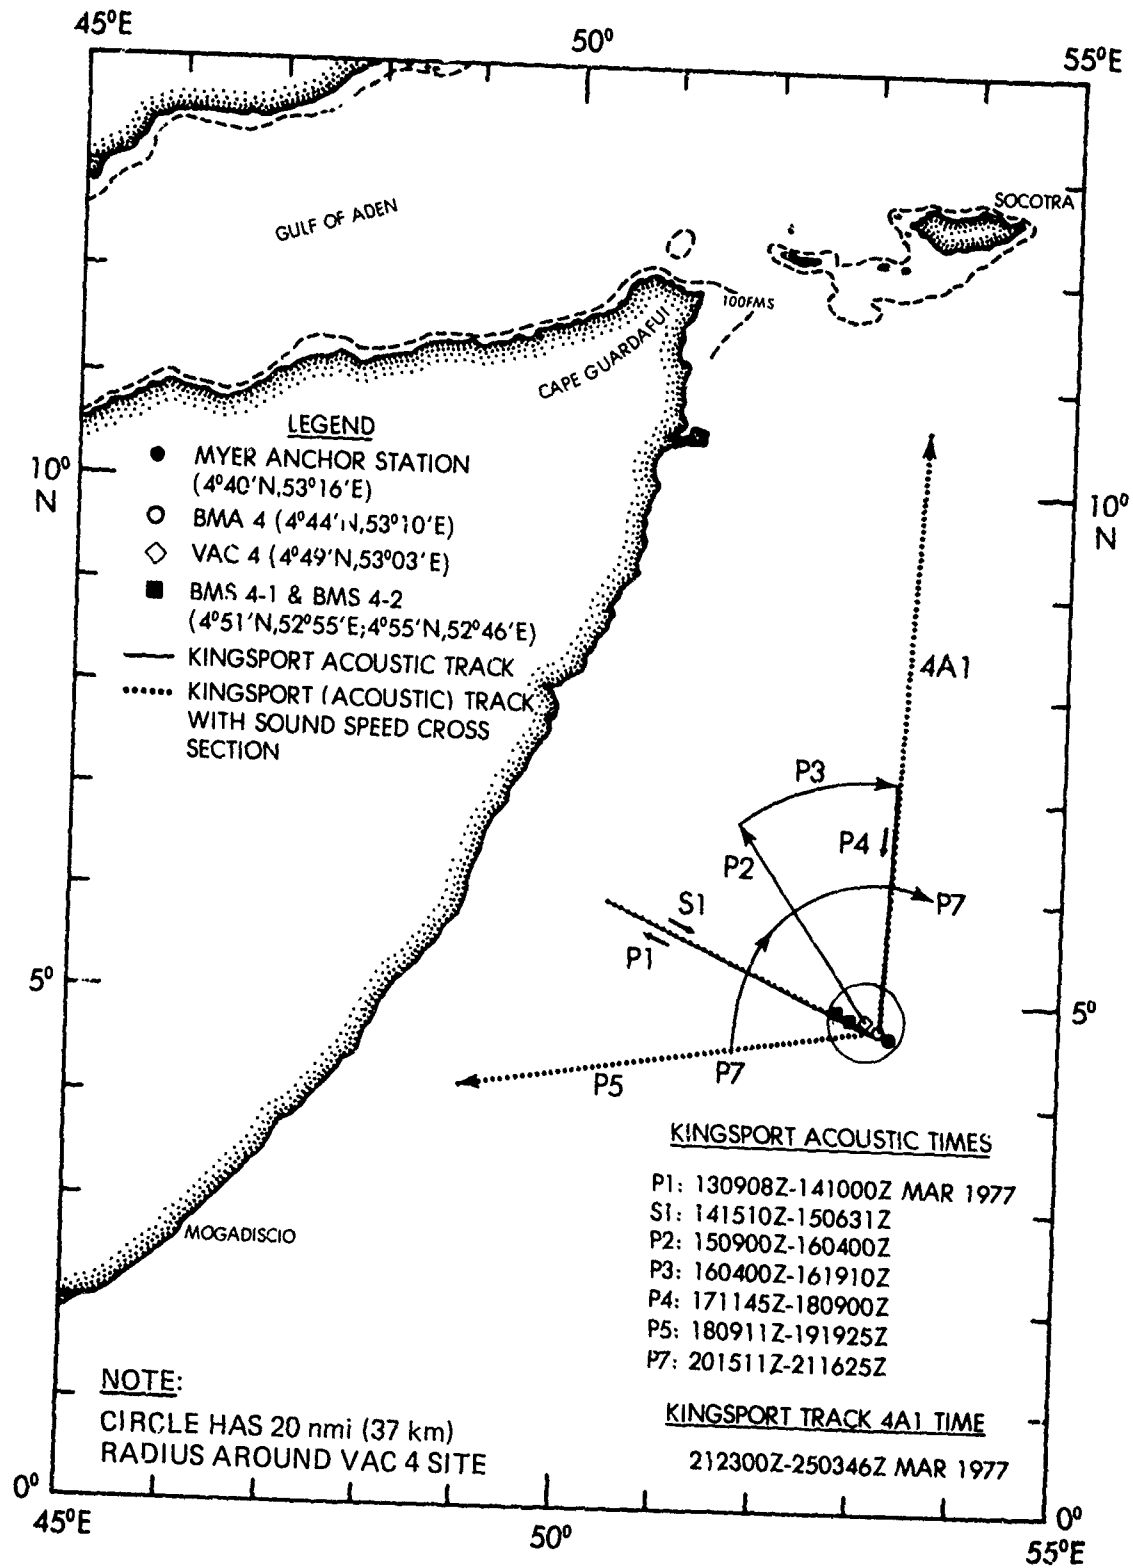 45°E
50°
55°E
SOCOTRA
GULF OF ADEN
100FMS
CAPE GUARDAFUI
LEGEND
MYER ANCHOR STATION
(4°40'N,53°16'E)
BMA 4 (4°44'N,53°10'E)
VAC 4 (4°49'N,53°03'E)
BMS 4-1 & BMS 4-2
(4°51'N,52°55'E;4°55'N,52°46'E)
KINGSPORT ACOUSTIC TRACK
KINGSPORT (ACOUSTIC) TRACK
WITH SOUND SPEED CROSS
SECTION
10°
N
10°
N
4A1
P3
P4
P2
P7
S1
P1
5°
5°
P7
P5
KINGSPORT ACOUSTIC TIMES
P1: 130908Z-141000Z MAR 1977
S1: 141510Z-150631Z
P2: 150900Z-160400Z
P3: 160400Z-161910Z
P4: 171145Z-180900Z
P5: 180911Z-191925Z
P7: 201511Z-211625Z
MOGADISCIO
KINGSPORT TRACK 4A1 TIME
212300Z-250346Z MAR 1977
NOTE:
CIRCLE HAS 20 nmi (37 km)
RADIUS AROUND VAC 4 SITE
0°
0°
45°E
50°
55°E